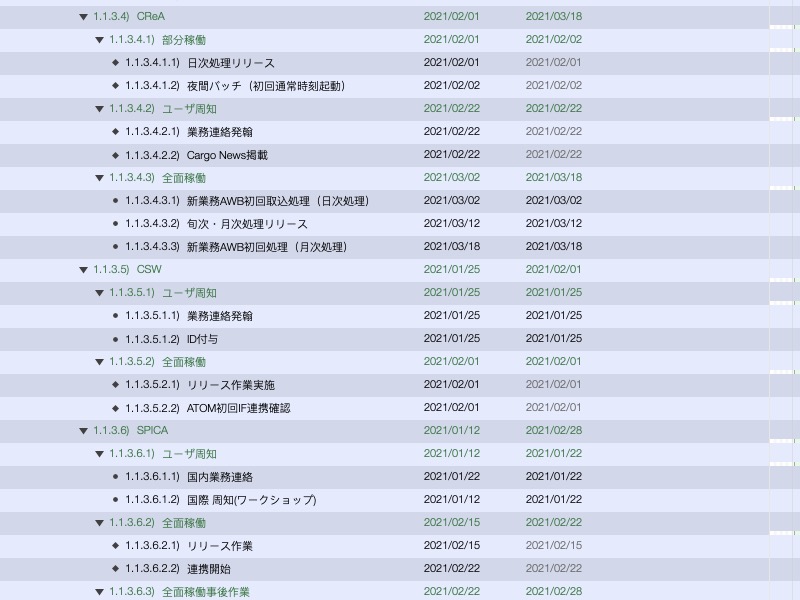 1.1.3.4) CReA 2021/02/01 2021/03/18
1.1.3.4.1) 部分稼働 2021/02/01 2021/02/02
1.1.3.4.1.1) 日次処理リリース 2021/02/01 2021/02/01
1.1.3.4.1.2) 夜間バッチ（初回通常時刻起動） 2021/02/02 2021/02/02
1.1.3.4.2) ユーザ周知 2021/02/22 2021/02/22
1.1.3.4.2.1) 業務連絡発翰 2021/02/22 2021/02/22
1.1.3.4.2.2) Cargo News掲載 2021/02/22 2021/02/22
1.1.3.4.3) 全面稼働 2021/03/02 2021/03/18
1.1.3.4.3.1) 新業務AWB初回取込処理（日次処理） 2021/03/02 2021/03/02
1.1.3.4.3.2) 旬次・月次処理リリース 2021/03/12 2021/03/12
1.1.3.4.3.3) 新業務AWB初回処理（月次処理） 2021/03/18 2021/03/18
1.1.3.5) CSW 2021/01/25 2021/02/01
1.1.3.5.1) ユーザ周知 2021/01/25 2021/01/25
1.1.3.5.1.1) 業務連絡発翰 2021/01/25 2021/01/25
1.1.3.5.1.2) ID付与 2021/01/25 2021/01/25
1.1.3.5.2) 全面稼働 2021/02/01 2021/02/01
1.1.3.5.2.1) リリース作業実施 2021/02/01 2021/02/01
1.1.3.5.2.2) ATOM初回IF連携確認 2021/02/01 2021/02/01
1.1.3.6) SPICA 2021/01/12 2021/02/28
1.1.3.6.1) ユーザ周知 2021/01/12 2021/01/22
1.1.3.6.1.1) 国内業務連絡 2021/01/22 2021/01/22
1.1.3.6.1.2) 国際 周知(ワークショップ) 2021/01/12 2021/01/22
1.1.3.6.2) 全面稼働 2021/02/15 2021/02/22
1.1.3.6.2.1) リリース作業 2021/02/15 2021/02/15
1.1.3.6.2.2) 連携開始 2021/02/22 2021/02/22
1.1.3.6.3) 全面稼働事後作業 2021/02/22 2021/02/28